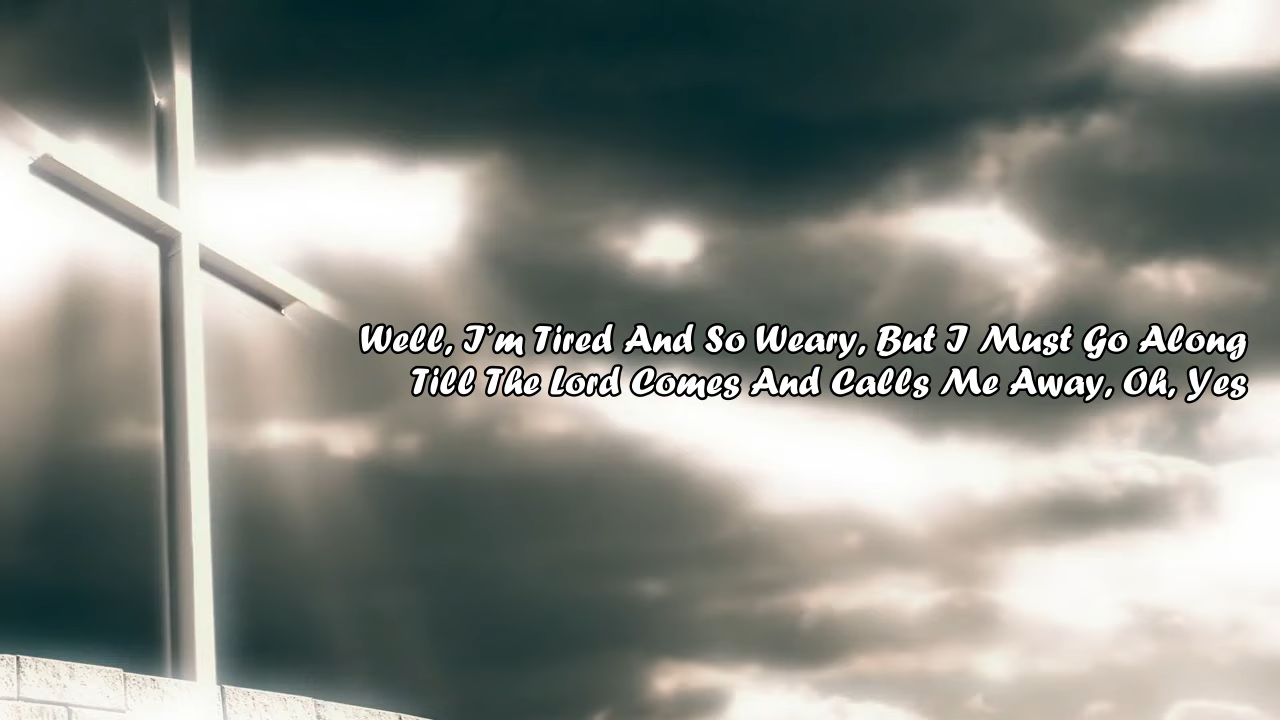 Well, I'm Tired And So Weary, But I Must Go Along
Till The Lord Comes And Calls Me Away, Oh, Yes